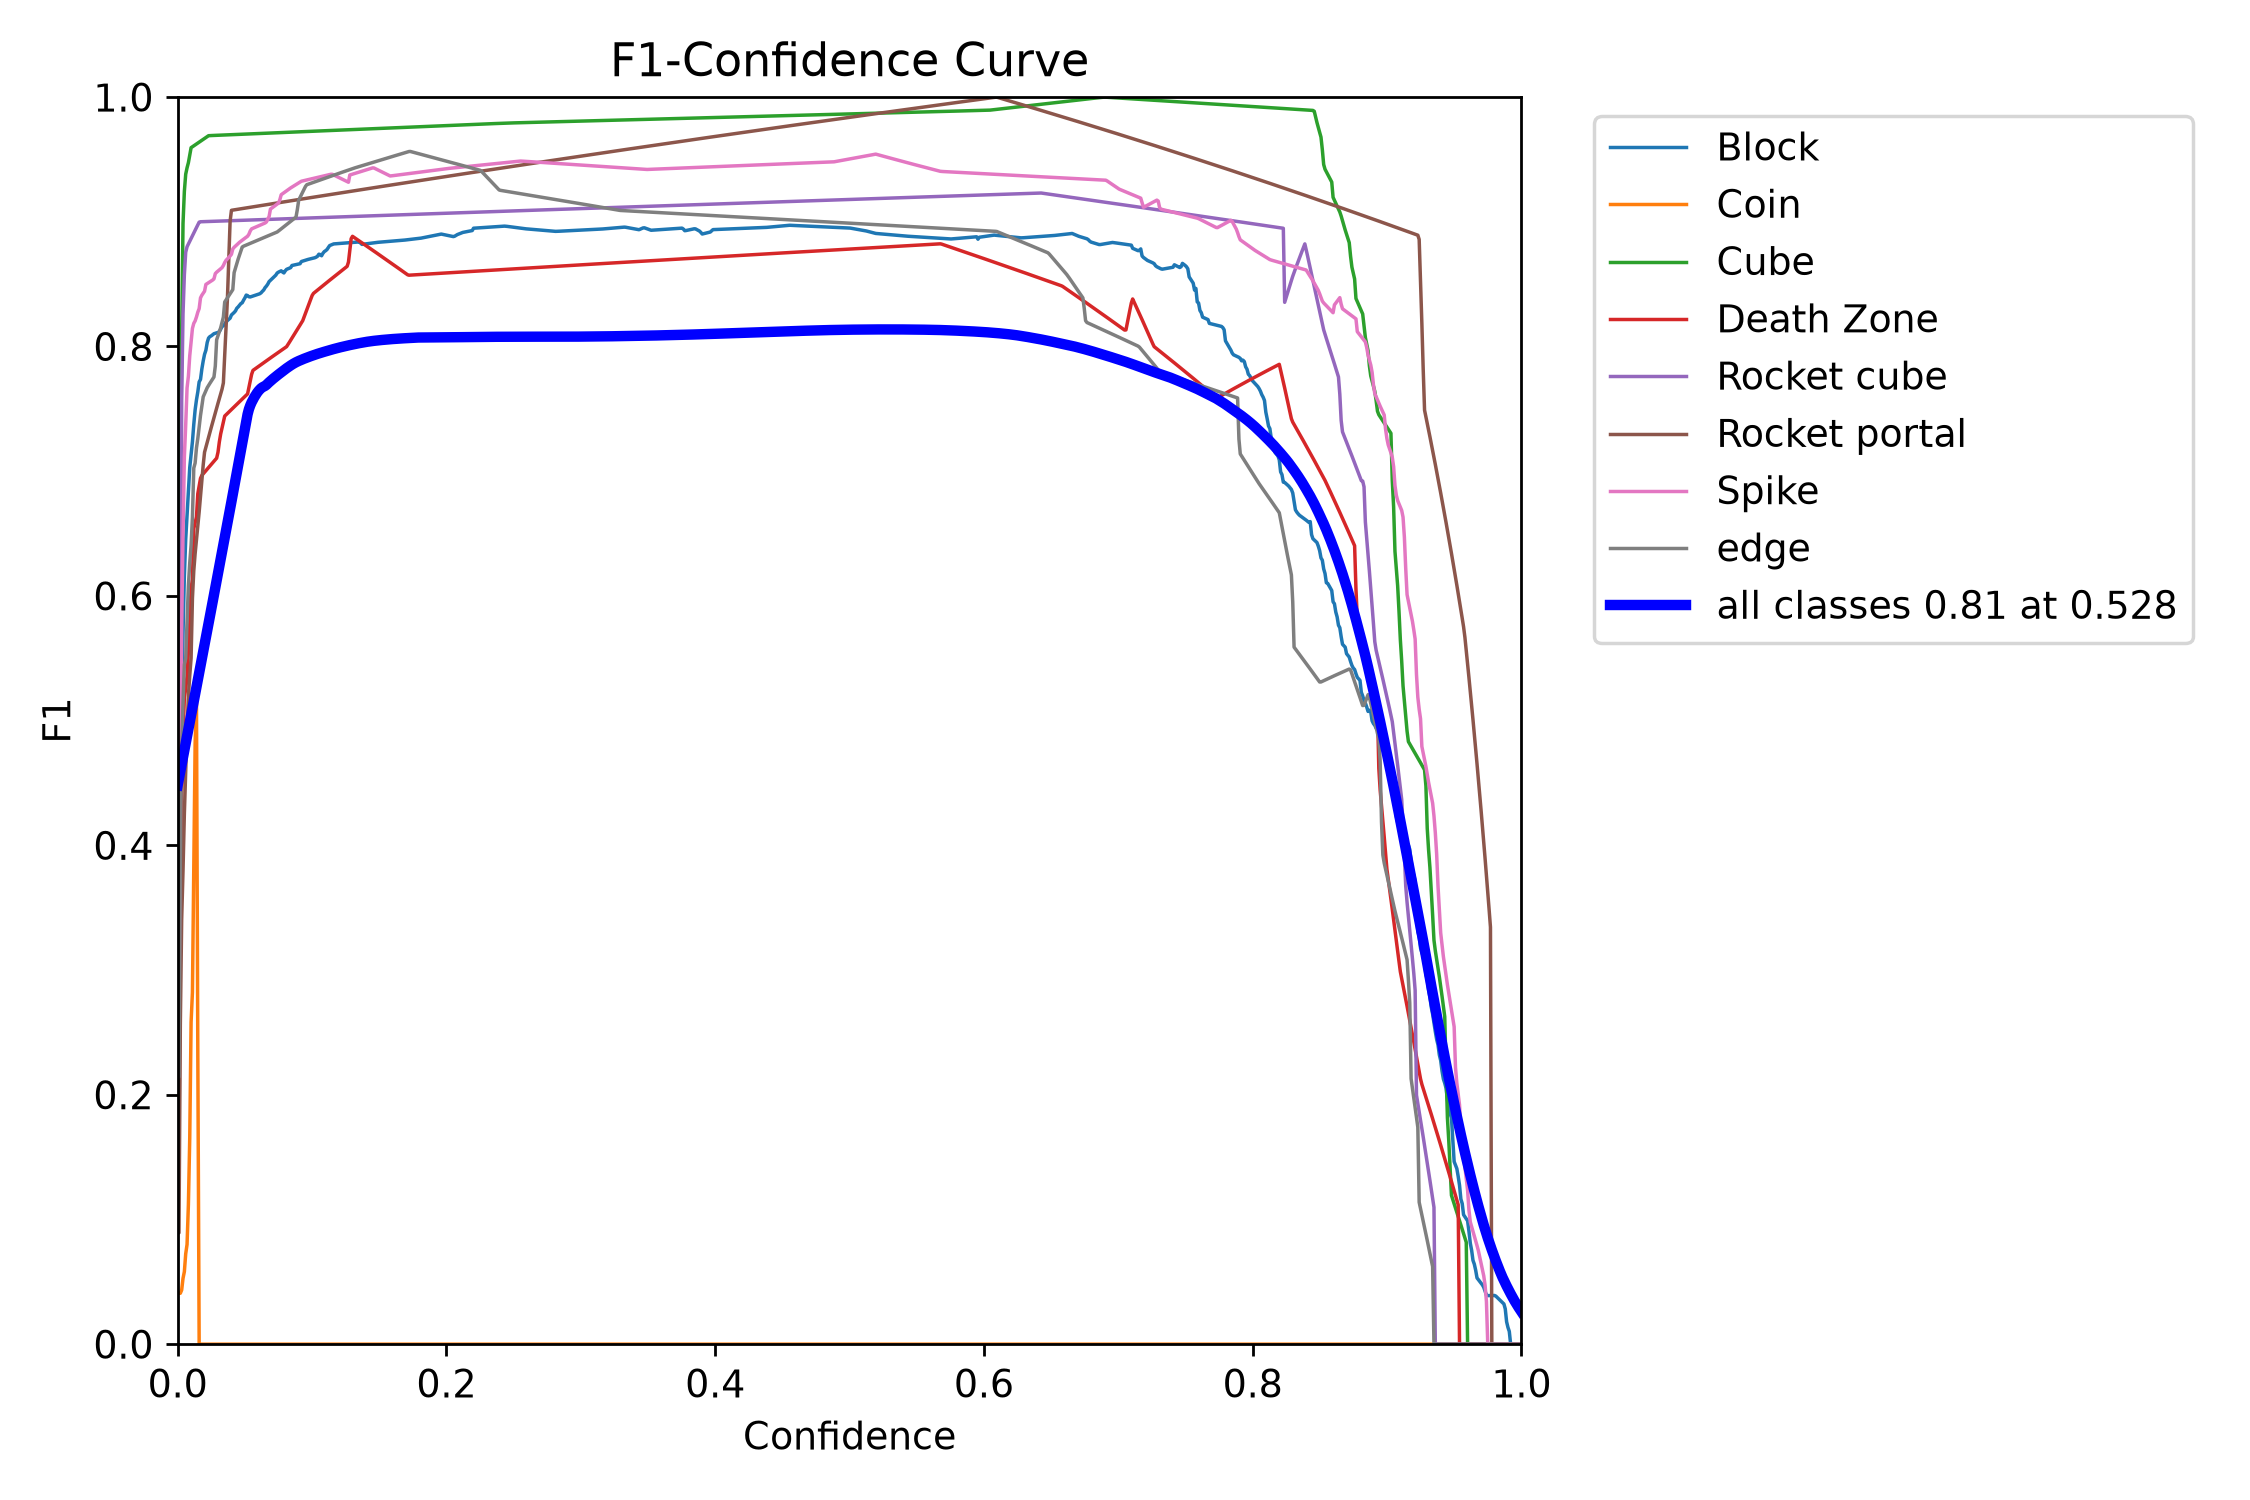 F1-Confidence Curve
1.0
0.8
0.6
0.4
0.2
0.0
F1
0.0 0.2 0.4 0.6 0.8 1.0
Confidence
Block
Coin
Cube
Death Zone
Rocket cube
Rocket portal
Spike
edge
all classes 0.81 at 0.528